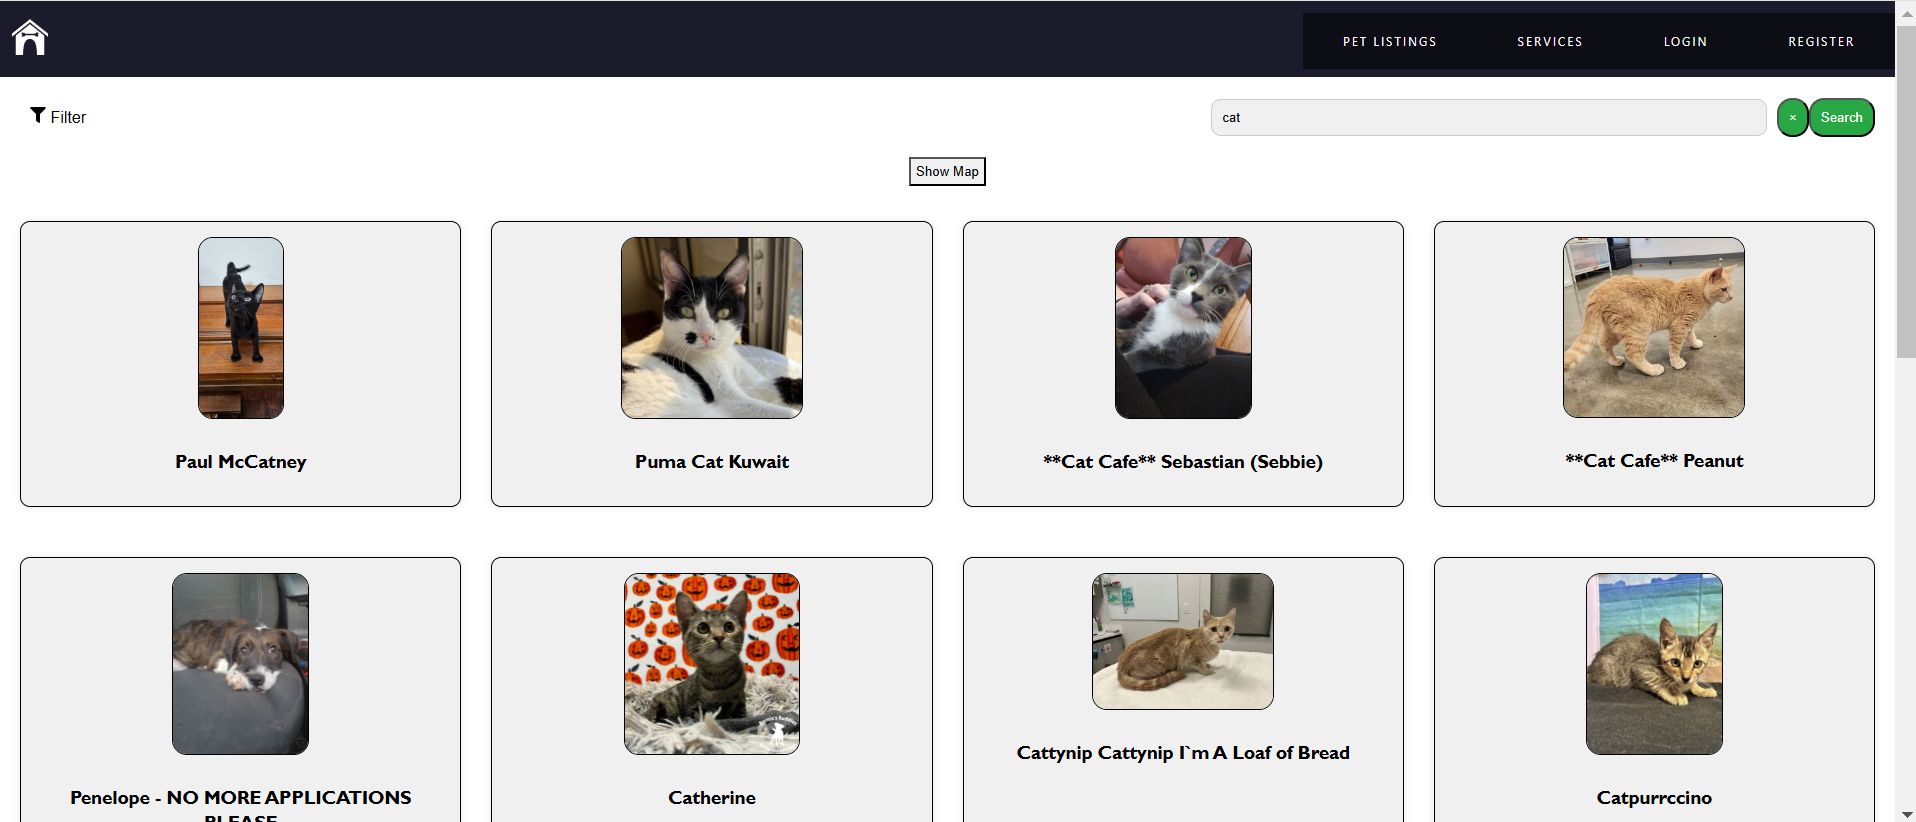 PET LISTINGS SERVICES LOGIN REGISTER
Filter cat × Search
Show Map
Paul McCatney
Puma Cat Kuwait
**Cat Cafe** Sebastian (Sebbie)
**Cat Cafe** Peanut
Penelope - NO MORE APPLICATIONS
PLEASE
Catherine
Cattynip Cattynip I`m A Loaf of Bread
Catpurrccino